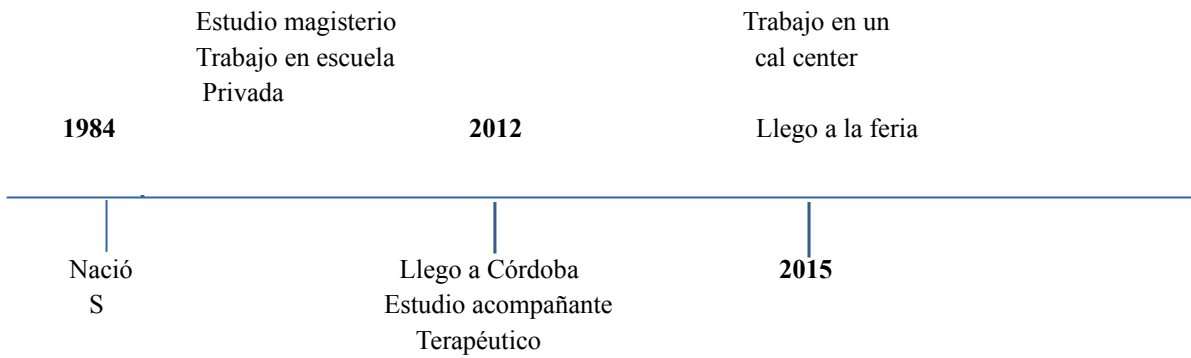 Estudio magisterio
Trabajo en escuela
Privada
Trabajo en un
cal center
1984
2012
Llego a la feria
Nació
S
Llego a Córdoba
Estudio acompañante
Terapéutico
2015